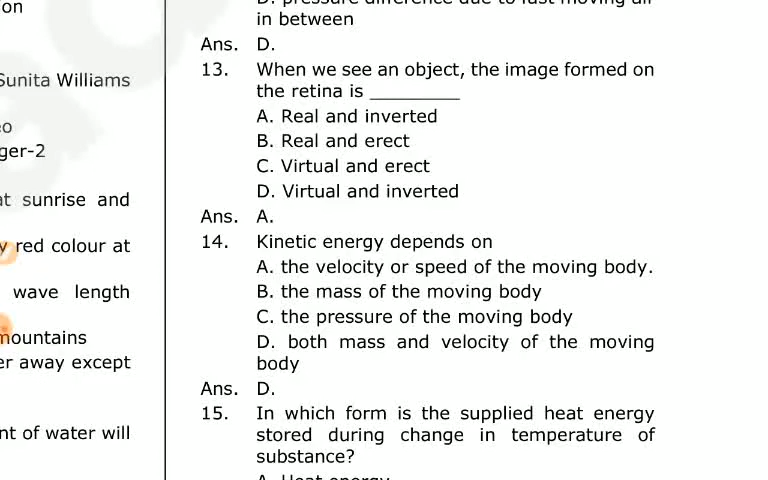 on
Sunita Williams
eo
ger-2
at sunrise and
y red colour at
wave length
mountains
er away except
nt of water will
in between
Ans. D.
13. When we see an object, the image formed on
the retina is _________
A. Real and inverted
B. Real and erect
C. Virtual and erect
D. Virtual and inverted
Ans. A.
14. Kinetic energy depends on
A. the velocity or speed of the moving body.
B. the mass of the moving body
C. the pressure of the moving body
D. both mass and velocity of the moving
body
Ans. D.
15. In which form is the supplied heat energy
stored during change in temperature of
substance?
A. Heat energy